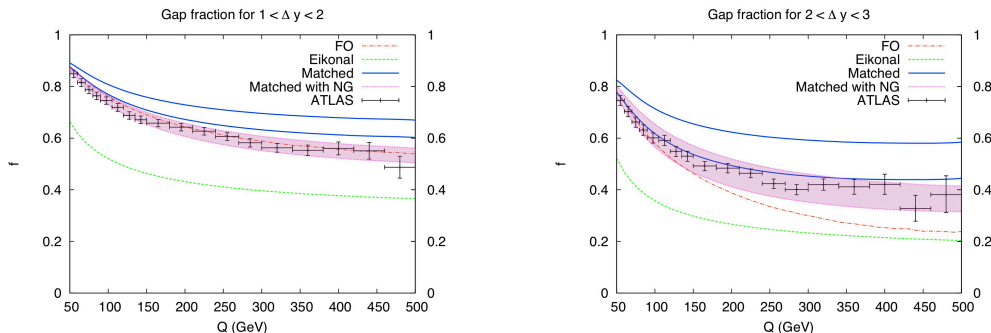 Gap fraction for 1 < Δ y < 2
1
0.8
0.6
0.4
0.2
0
f
1
0.8
0.6
0.4
0.2
0
FO
Eikonal
Matched
Matched with NG
ATLAS
50 100 150 200 250 300 350 400 450 500
Q (GeV)
Gap fraction for 2 < Δ y < 3
1
0.8
0.6
0.4
0.2
0
f
1
0.8
0.6
0.4
0.2
0
FO
Eikonal
Matched
Matched with NG
ATLAS
50 100 150 200 250 300 350 400 450 500
Q (GeV)